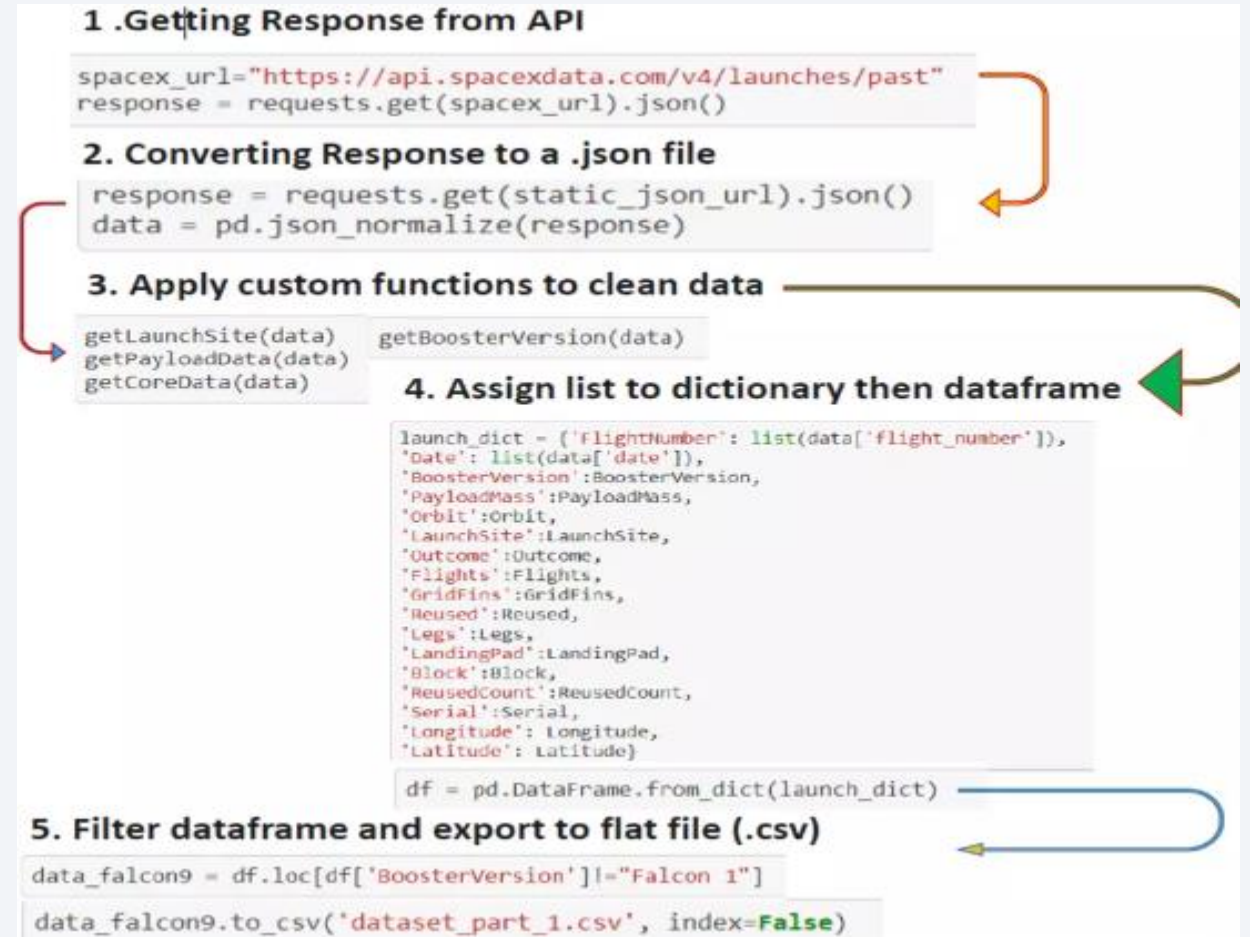 1 .Getting Response from API
spacex_url="https://api.spacexdata.com/v4/launches/past"
response = requests.get(spacex_url).json()
2. Converting Response to a .json file
response = requests.get(static_json_url).json()
data = pd.json_normalize(response)
3. Apply custom functions to clean data
getLaunchSite(data)
getPayloadData(data)
getCoreData(data)
getBoosterVersion(data)
4. Assign list to dictionary then dataframe
launch_dict = {'FlightNumber': list(data['flight_number']),
'Date': list(data['date']),
'BoosterVersion':BoosterVersion,
'PayloadMass':PayloadMass,
'Orbit':Orbit,
'LaunchSite':LaunchSite,
'Outcome':Outcome,
'Flights':Flights,
'GridFins':GridFins,
'Reused':Reused,
'Legs':Legs,
'LandingPad':LandingPad,
'Block':Block,
'ReusedCount':ReusedCount,
'Serial':Serial,
'Longitude': Longitude,
'Latitude': Latitude}
df = pd.DataFrame.from_dict(launch_dict)
5. Filter dataframe and export to flat file (.csv)
data_falcon9 = df.loc[df['BoosterVersion']!="Falcon 1"]
data_falcon9.to_csv('dataset_part_1.csv', index=False)